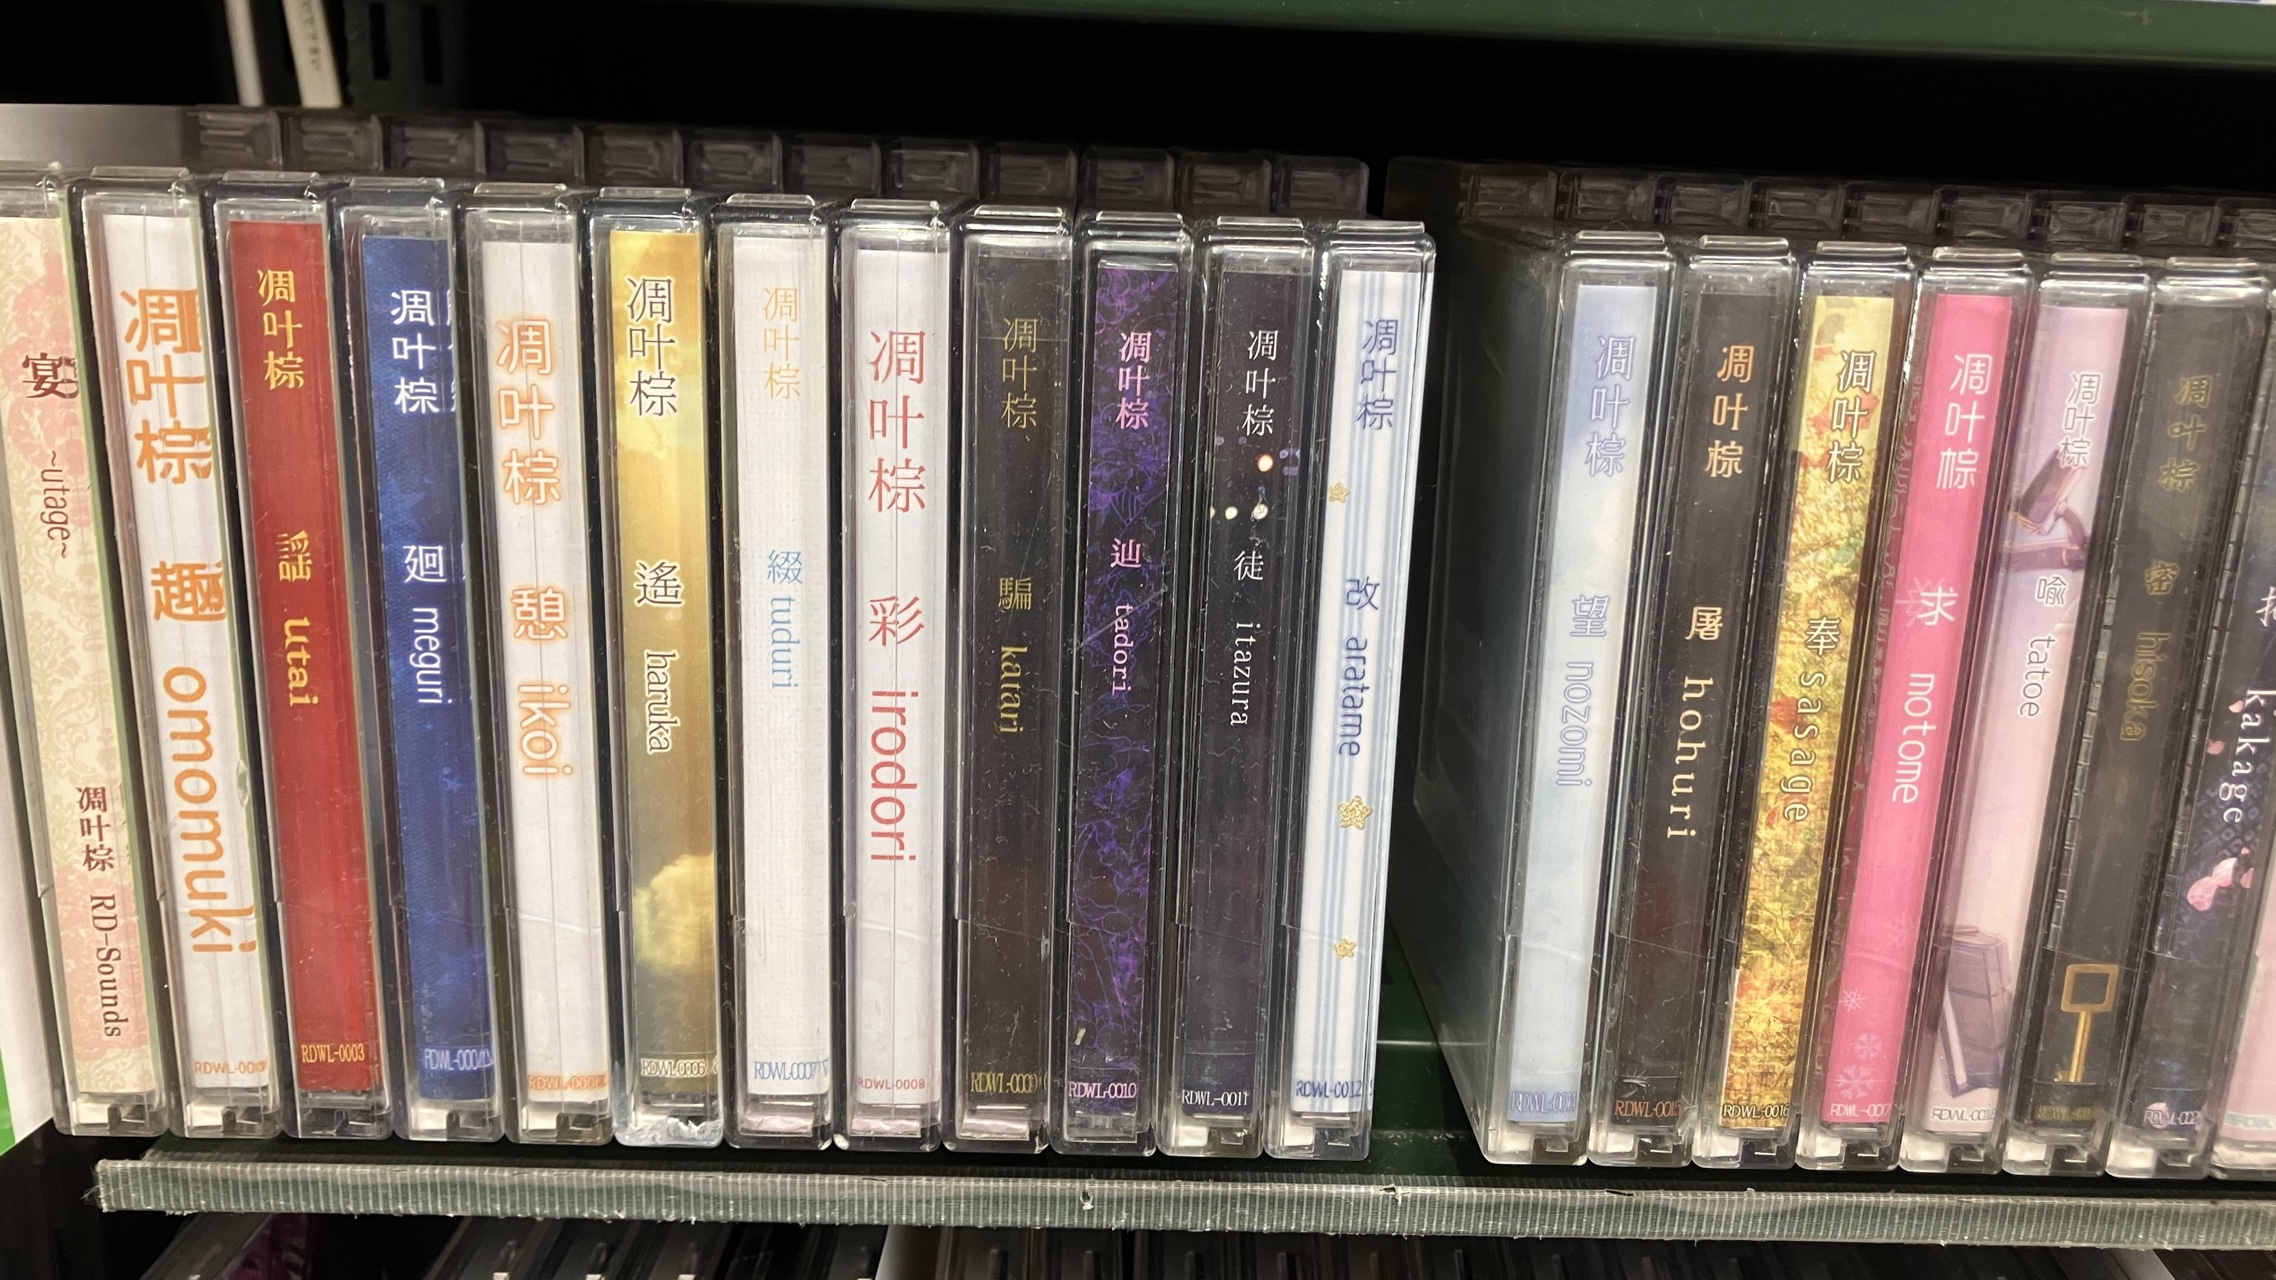 宴 ~utage~ 凋叶棕 RD-Sounds
凋叶棕 趣 omomuki
凋叶棕 謡 utai RDWL-0003
凋叶棕 廻 meguri RDWL-0004
凋叶棕 憩 ikoi
凋叶棕 遙 haruka RDWL-0006
凋叶棕 綴 tuduri RDWL-0007
凋叶棕 彩 irodori RDWL-0008
凋叶棕 騙 katari RDWL-0009
凋叶棕 辿 tadori RDWL-0010
凋叶棕 徒 itazura RDWL-0011
凋叶棕 改 aratame RDWL-0012
凋叶棕 望 nozomi
凋叶棕 屠 hohuri RDWL-0015
凋叶棕 奉 sasage RDWL-0016
凋叶棕 求 motome RDWL-0017
凋叶棕 喩 tatoe
凋叶棕 密 hisoka
kakage